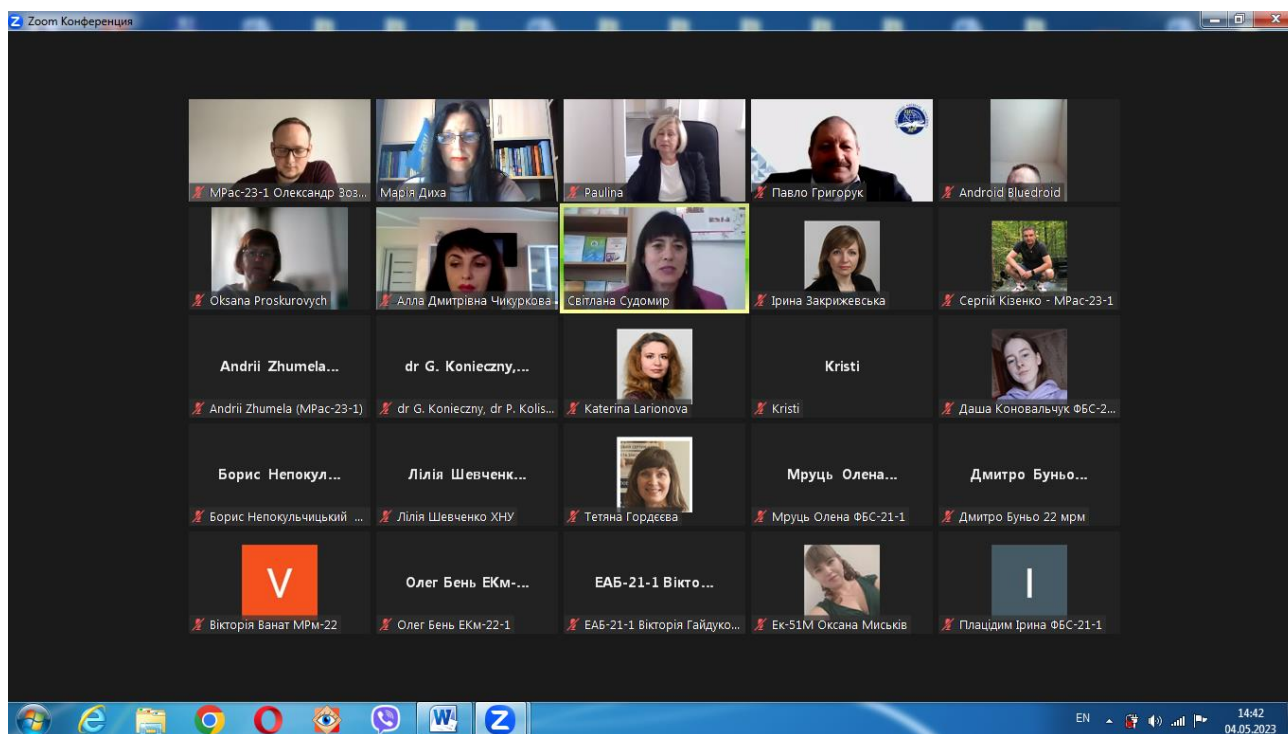 Zoom Конференция
МРас-23-1 Олександр Воз...
Марія Диха
Paulina
Павло Григорук
Android Bluedroid
Oksana Proskurovych
Алла Дмитрівна Чикуркова
Світлана Судомир
Ірина Закрижевська
Сергій Кізенко - МРас-23-1
Andrii Zhumela...
dr G. Konieczny,...
Kristi
Andrii Zhumela (MPac-23-1)
dr G. Konieczny, dr P. Kolis...
Katerina Larionova
Kristi
Даша Коновальчук ФБС-2...
Борис Непокул...
Лілія Шевченк...
Мруць Олена...
Дмитро Буньо...
Борис Непокульчицький ...
Лілія Шевченко ХНУ
Тетяна Гордєєва
Мруць Олена ФБС-21-1
Дмитро Буньо 22 мрм
V
Олег Бень ЕКм-...
ЕАБ-21-1 Вікто...
I
Вікторія Ванат МРм-22
Олег Бень ЕКм-22-1
ЕАБ-21-1 Вікторія Гайдуко...
Ек-51М Оксана Миськів
Плацідим Ірина ФБС-21-1
EN
14:42
04.05.2023